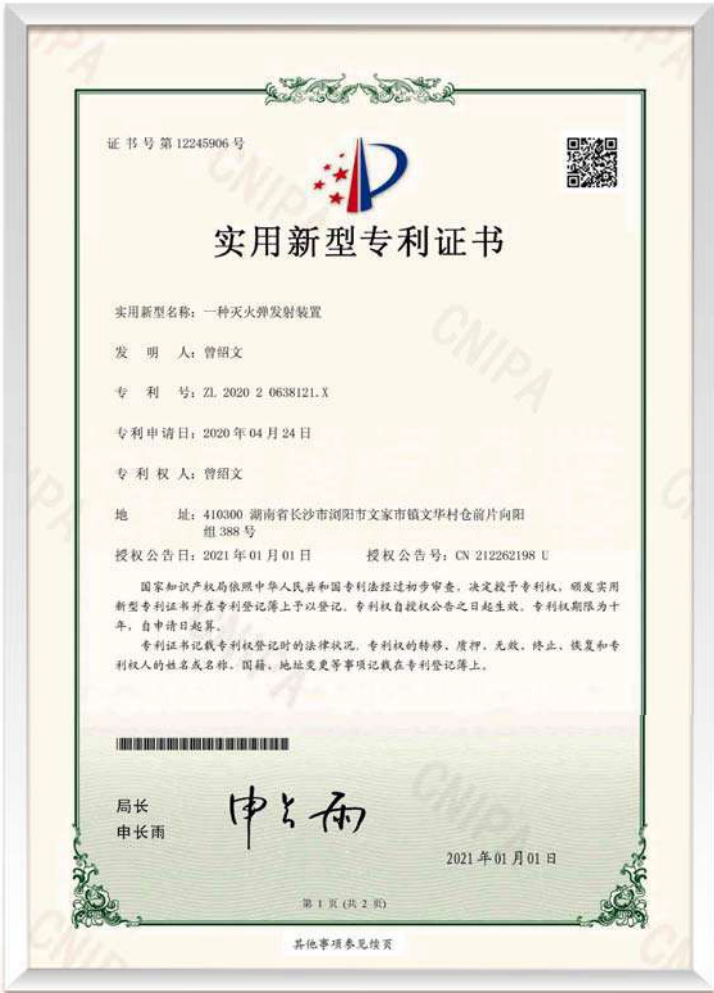 证书号第12245906号
实用新型专利证书
实用新型名称：一种灭火弹发射装置
发 明 人：曾绍文
专 利 号：ZL 2020 2 0638121.X
专利申请日：2020年04月24日
专 利 权 人：曾绍文
地 址：410300 湖南省长沙市浏阳市文家市镇文华村仓前片向阳
组388号
授权公告日：2021年01月01日 授权公告号：CN 212262198 U
国家知识产权局依照中华人民共和国专利法经过初步审查，决定授予专利权，颁发实用
新型专利证书并在专利登记簿上予以登记。专利权自授权公告之日起生效。专利权期限为十
年，自申请日起算。
专利证书记载专利权登记时的法律状况。专利权的转移、质押、无效、终止、恢复和专
利权人的姓名或名称、国籍、地址变更等事项记载在专利登记簿上。
局长
申长雨
申长雨
2021年01月01日
第 1 页 (共 2 页)
其他事项参见续页
CNIPA
CNIPA
CNIPA
CNIPA